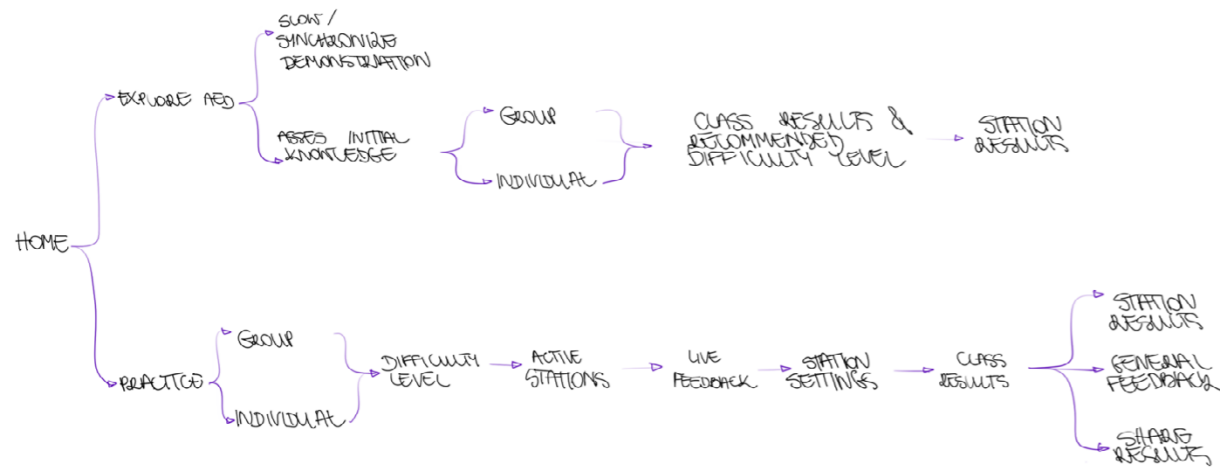 SLOW/
SYNCHRONIZE
DEMONSTRATION
EXPLORE AED
ASSES INITIAL
KNOWLEDGE
GROUP
INDIVIDUAL
CLASS RESULTS &
RECOMMENDED
DIFFICULTY LEVEL
STATION
RESULTS
HOME
PRACTICE
GROUP
INDIVIDUAL
DIFFICULTY
LEVEL
ACTIVE
STATIONS
LIVE
FEEDBACK
STATION
SETTINGS
CLASS
RESULTS
STATION
RESULTS
GENERAL
FEEDBACK
SHARE
RESULTS